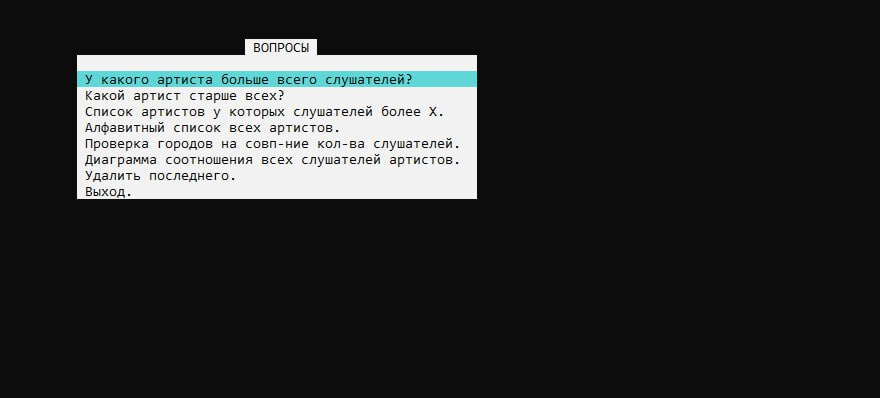 ВОПРОСЫ
У какого артиста больше всего слушателей?
Какой артист старше всех?
Список артистов у которых слушателей более X.
Алфавитный список всех артистов.
Проверка городов на совп-ние кол-ва слушателей.
Диаграмма соотношения всех слушателей артистов.
Удалить последнего.
Выход.